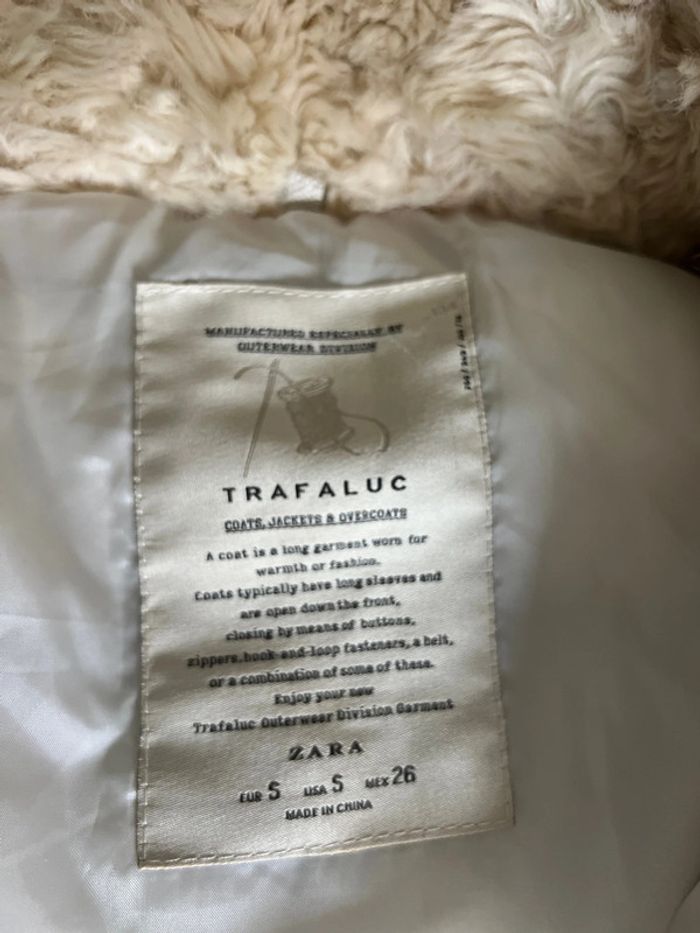 MANUFACTURED ESPECIALLY BY
OUTERWEAR DIVISION
TRAFALUC
COATS, JACKETS & OVERCOATS
A coat is a long garment worn for
warmth or fashion.
Coats typically have long sleeves and
are open down the front,
closing by means of buttons,
zippers, hook-and-loop fasteners, a belt,
or a combination of some of these.
Enjoy your new
Trafaluc Outerwear Division Garment
ZARA
EUR S USA S MEX 26
MADE IN CHINA